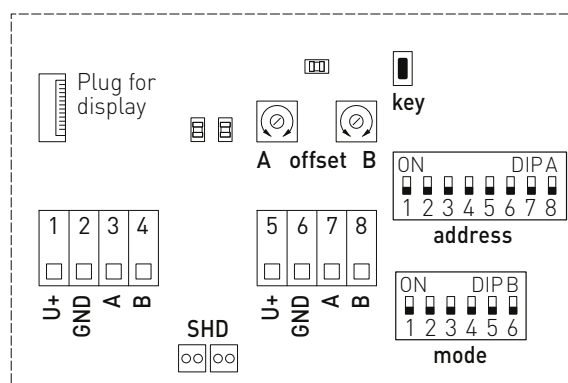 Plug for
display
key
A offset B
ON DIP A
1 2 3 4 5 6 7 8
address
1 2 3 4
U+ GND A B
5 6 7 8
U+ GND A B
ON DIP B
1 2 3 4 5 6
mode
SHD